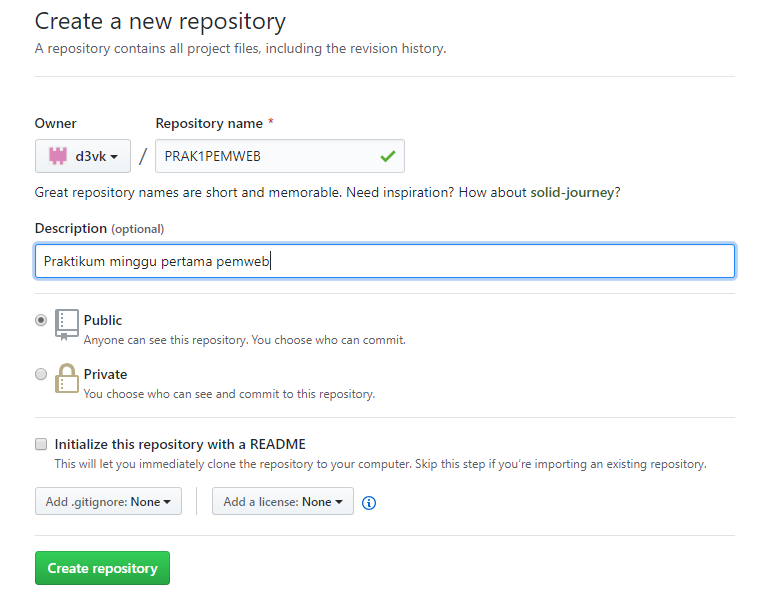 Create a new repository
A repository contains all project files, including the revision history.
Owner
Repository name *
d3vk
/
PRAK1PEMWEB
Great repository names are short and memorable. Need inspiration? How about solid-journey?
Description (optional)
Praktikum minggu pertama pemweb
Public
Anyone can see this repository. You choose who can commit.
Private
You choose who can see and commit to this repository.
Initialize this repository with a README
This will let you immediately clone the repository to your computer. Skip this step if you're importing an existing repository.
Add .gitignore: None
Add a license: None
Create repository